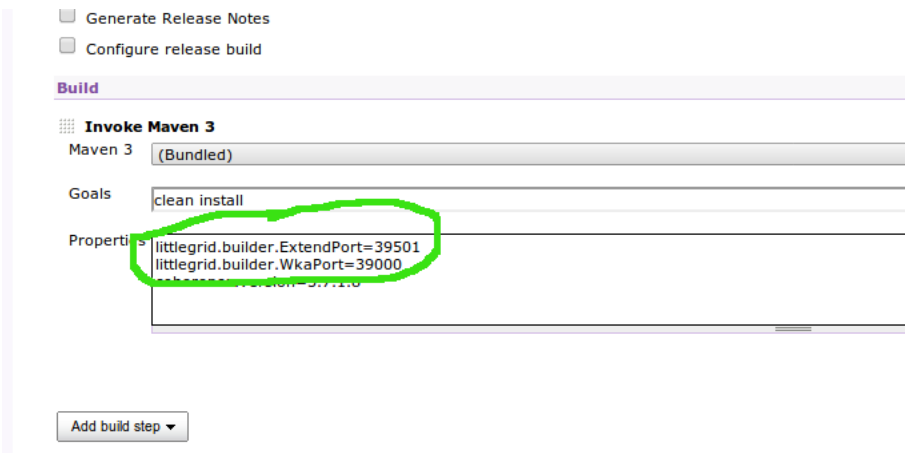 Generate Release Notes
Configure release build
Build
Invoke Maven 3
Maven 3
(Bundled)
Goals
clean install
Properties
littlegrid.builder.ExtendPort=39501
littlegrid.builder.WkaPort=39000
Add build step